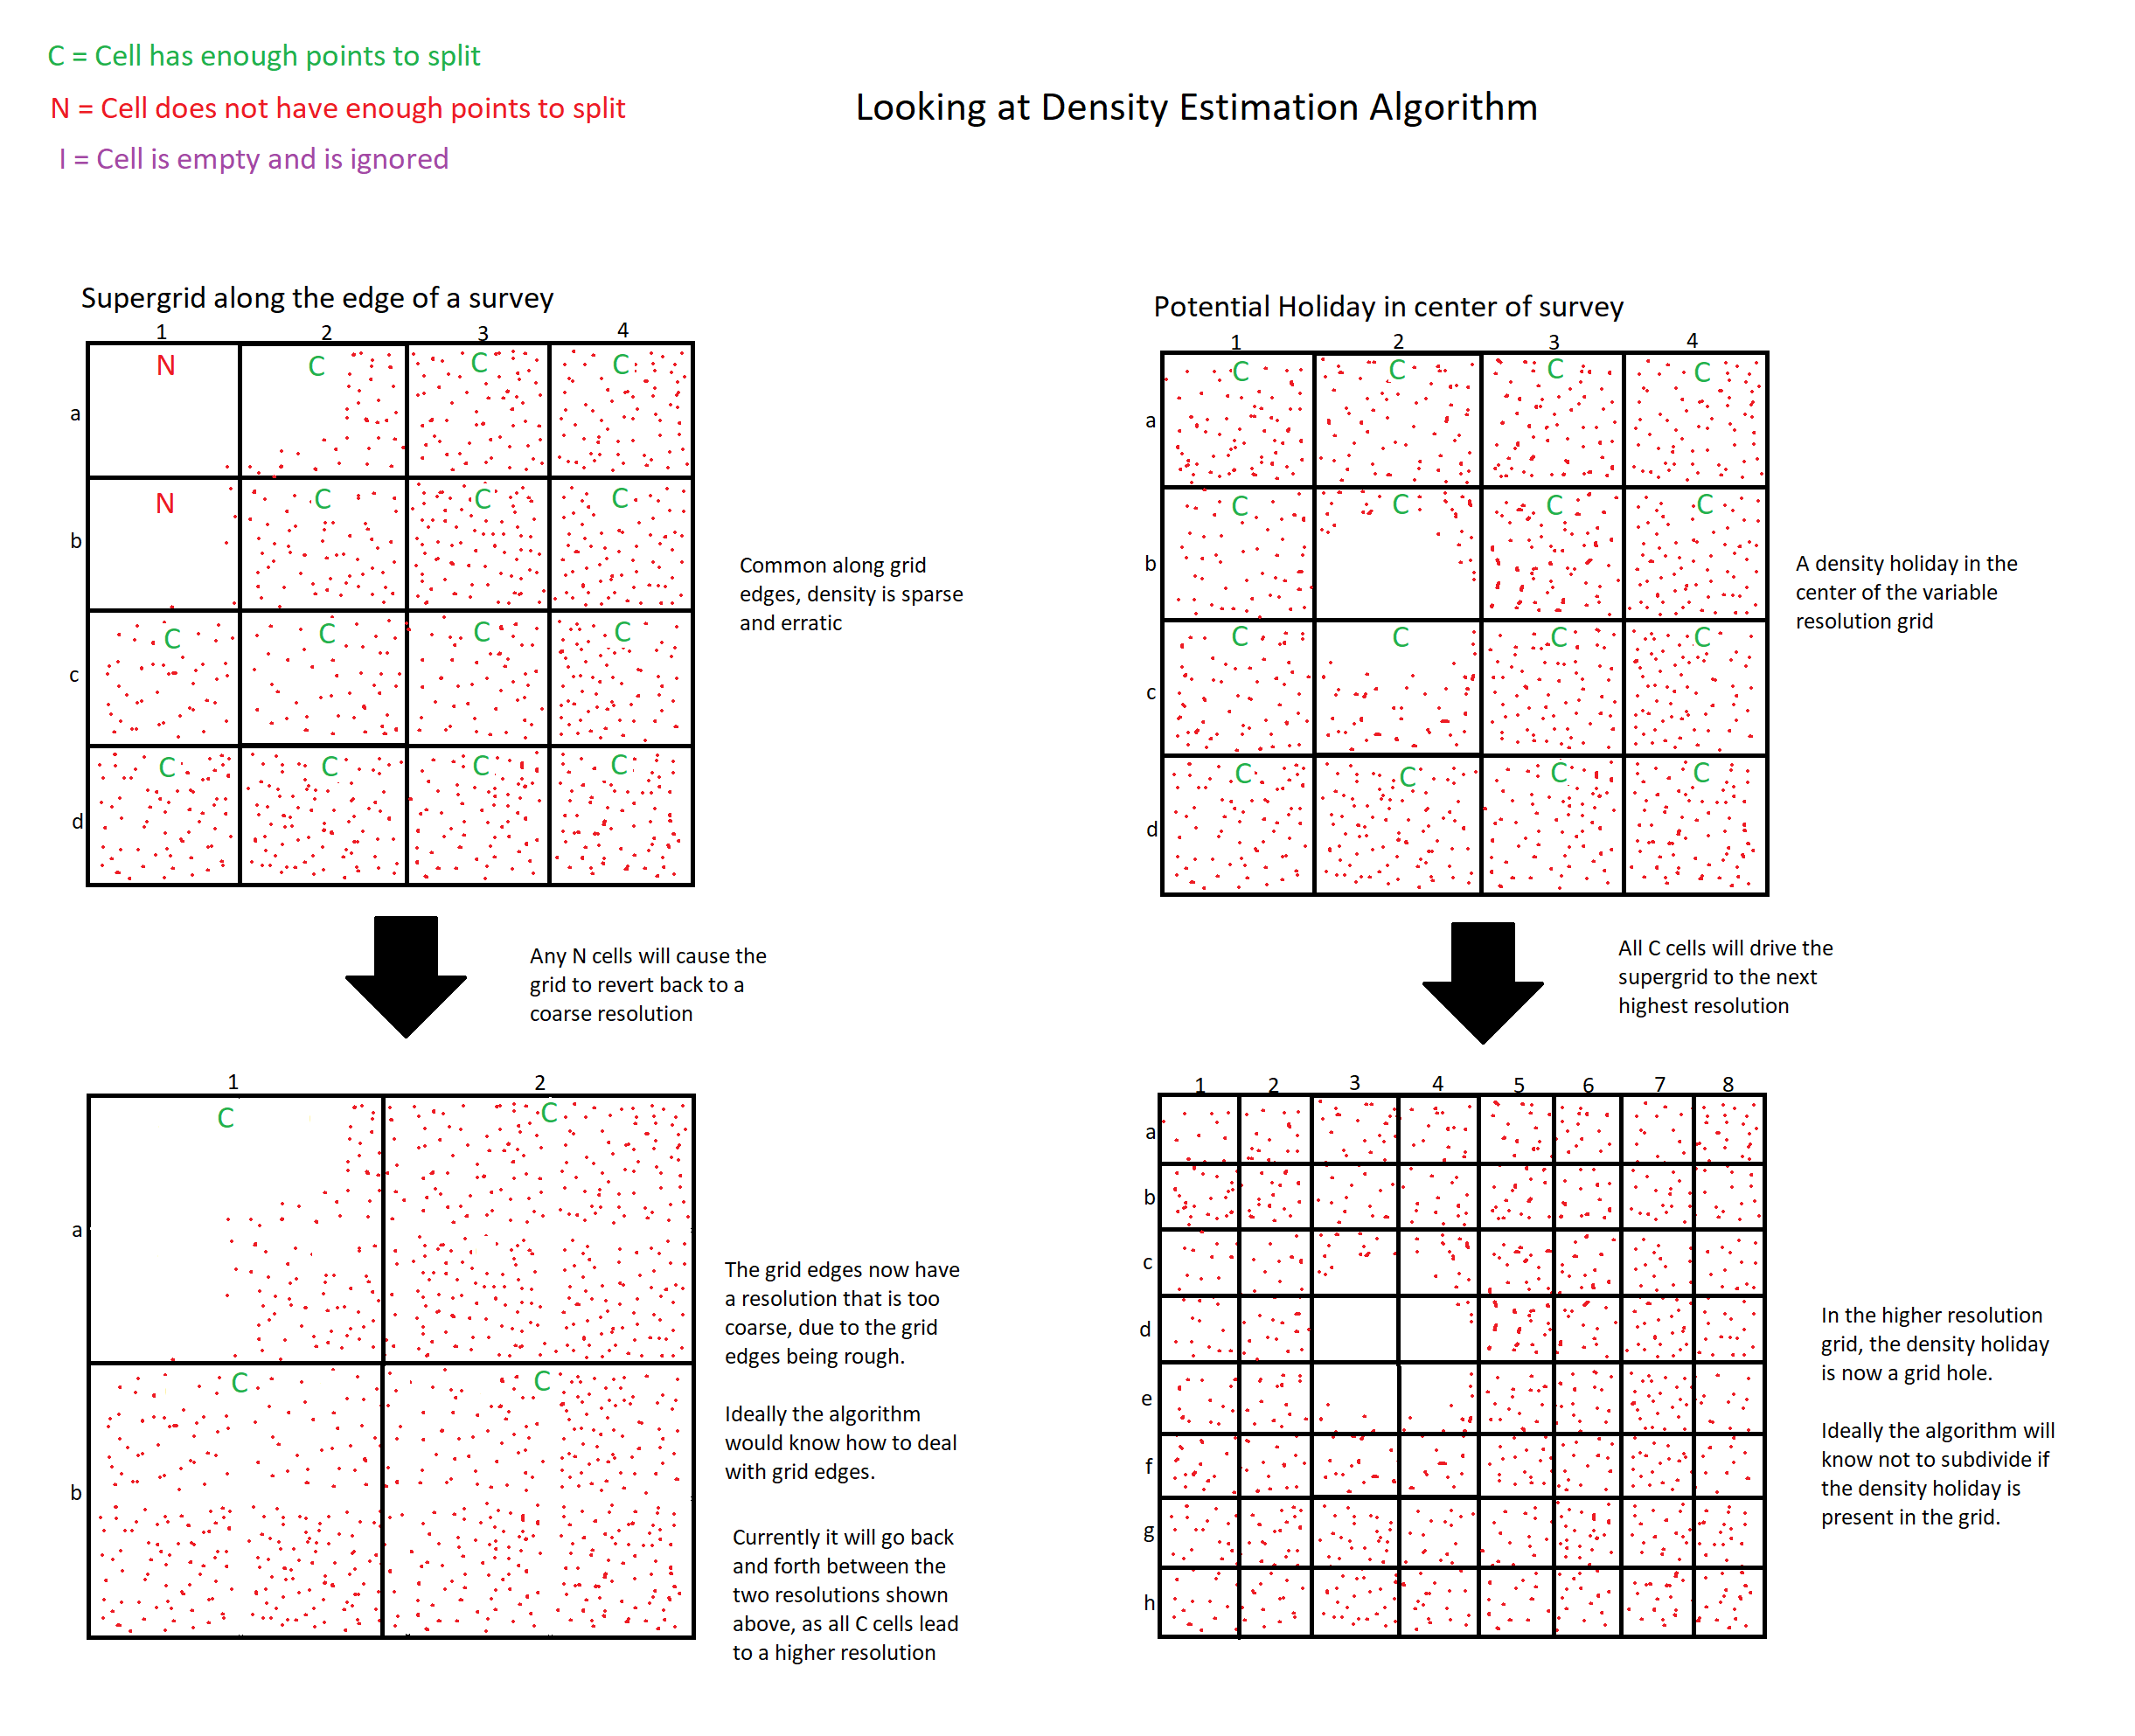 C = Cell has enough points to split
N = Cell does not have enough points to split
I = Cell is empty and is ignored
Looking at Density Estimation Algorithm
Supergrid along the edge of a survey
1 2 3 4
N C C C
a
N C C C
b
C C C C
c
C C C C
d
Common along grid
edges, density is sparse
and erratic
Any N cells will cause the
grid to revert back to a
coarse resolution
1 2
C C
a
C C
b
The grid edges now have
a resolution that is too
coarse, due to the grid
edges being rough.
Ideally the algorithm
would know how to deal
with grid edges.
Currently it will go back
and forth between the
two resolutions shown
above, as all C cells lead
to a higher resolution
Potential Holiday in center of survey
1 2 3 4
C C C C
a
C C C C
b
C C C C
c
C C C C
d
A density holiday in the
center of the variable
resolution grid
All C cells will drive the
supergrid to the next
highest resolution
1 2 3 4 5 6 7 8
a
b
c
d
e
f
g
h
In the higher resolution
grid, the density holiday
is now a grid hole.
Ideally the algorithm will
know not to subdivide if
the density holiday is
present in the grid.